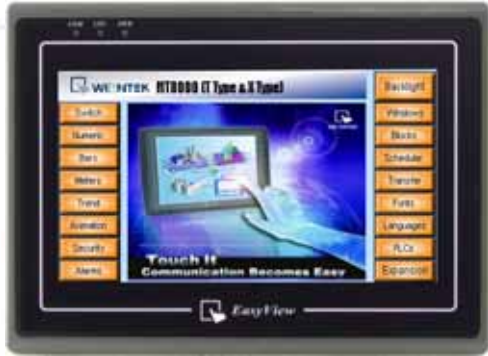 WEINTEK MT8000 (T Type & X Type)
Backlight
Switch
Numeric
Bars
Meters
Trend
Animation
Security
Alarms
Windows
Blocks
Scheduler
Transfer
Fonts
Languages
PLCs
Expansion
Touch It
Communication Becomes Easy
EasyView